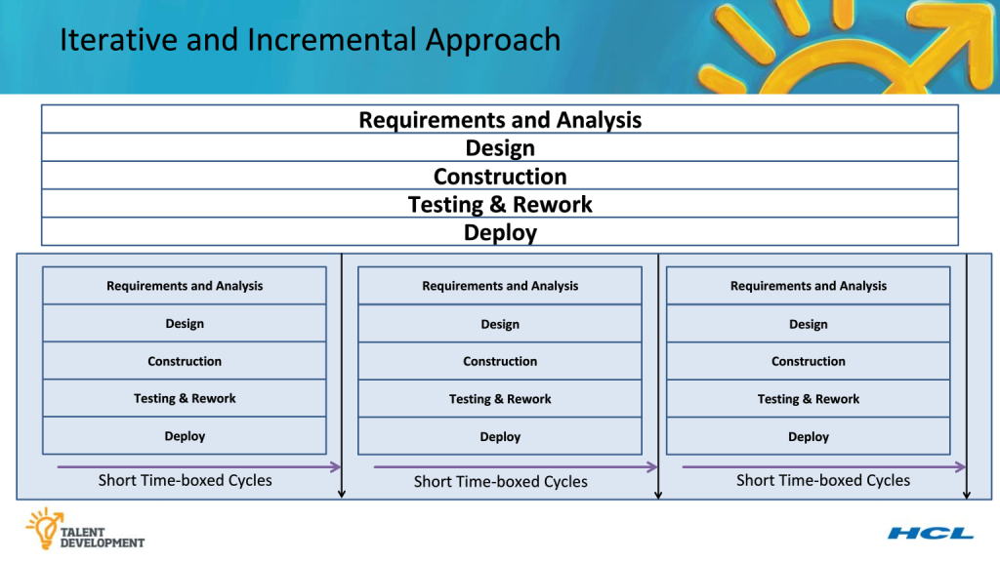 Iterative and Incremental Approach
Requirements and Analysis
Design
Construction
Testing & Rework
Deploy
Requirements and Analysis
Design
Construction
Testing & Rework
Deploy
Short Time-boxed Cycles
Requirements and Analysis
Design
Construction
Testing & Rework
Deploy
Short Time-boxed Cycles
Requirements and Analysis
Design
Construction
Testing & Rework
Deploy
Short Time-boxed Cycles
TALENT
DEVELOPMENT
HCL